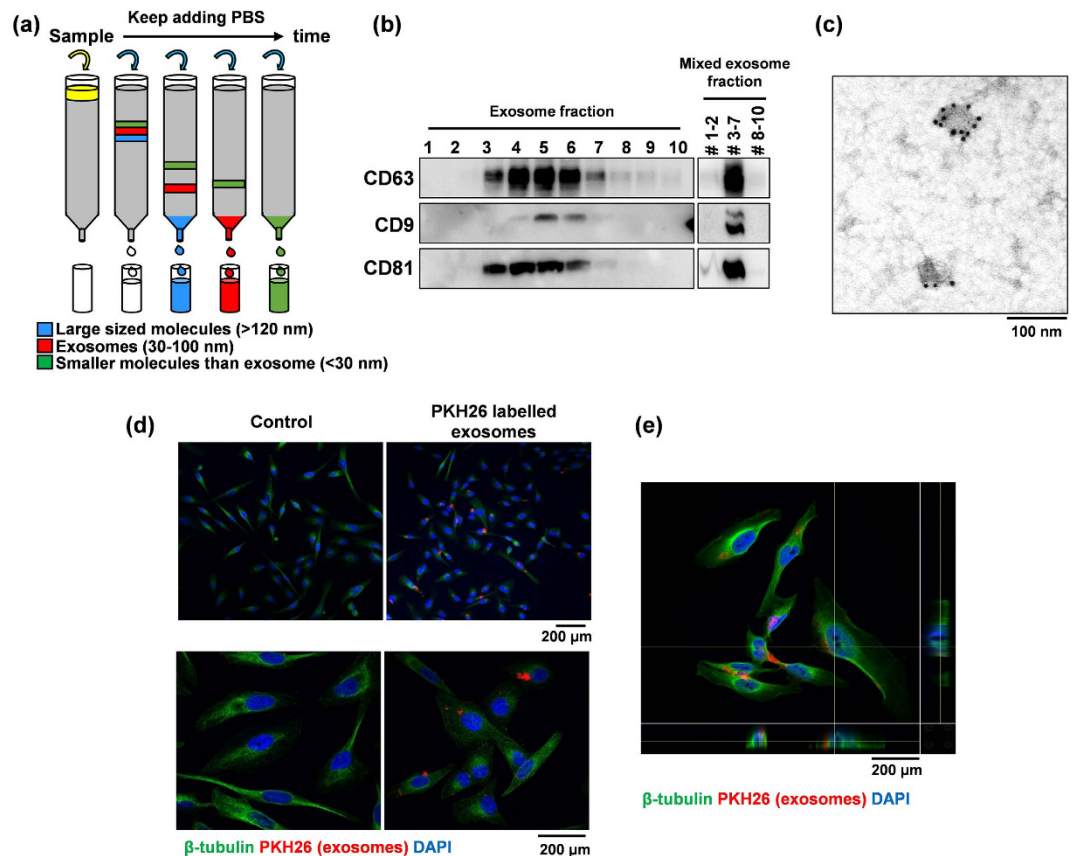 (a)
Keep adding PBS
Sample
time
Large sized molecules (>120 nm)
Exosomes (30-100 nm)
Smaller molecules than exosome (<30 nm)
(b)
Exosome fraction
Mixed exosome
fraction
1 2 3 4 5 6 7 8 9 10
# 1-2
# 3-7
# 8-10
CD63
CD9
CD81
(c)
100 nm
(d)
Control
PKH26 labelled
exosomes
200 µm
200 µm
β-tubulin PKH26 (exosomes) DAPI
(e)
200 µm
β-tubulin PKH26 (exosomes) DAPI